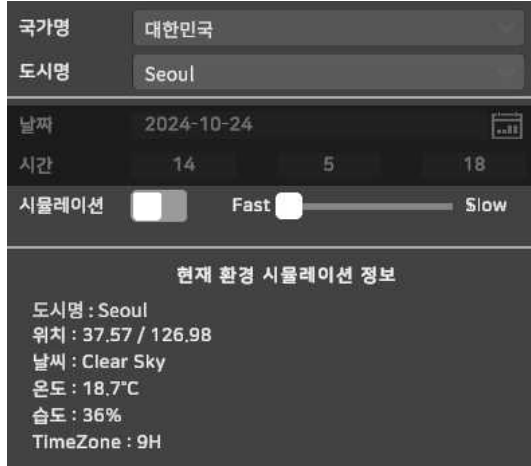 국가명 대한민국
도시명 Seoul
날짜 2024-10-24
시간 14 5 18
시뮬레이션 Fast Slow
현재 환경 시뮬레이션 정보
도시명 : Seoul
위치 : 37.57 / 126.98
날씨 : Clear Sky
온도 : 18.7°C
습도 : 36%
TimeZone : 9H